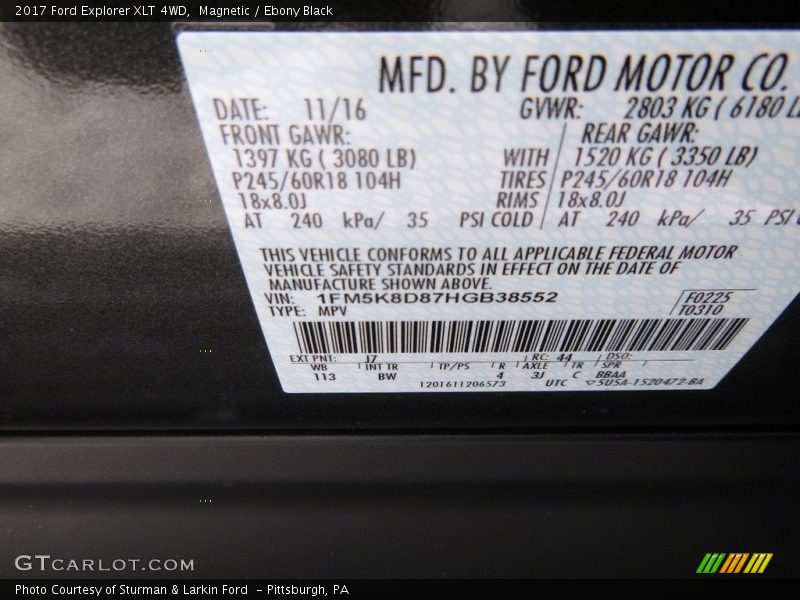 2017 Ford Explorer XLT 4WD, Magnetic / Ebony Black
MFD. BY FORD MOTOR CO.
DATE: 11/16 GVWR: 2803 KG ( 6180 LB
FRONT GAWR: REAR GAWR:
1397 KG ( 3080 LB) WITH 1520 KG ( 3350 LB)
P245/60R18 104H TIRES P245/60R18 104H
18x8.0J RIMS 18x8.0J
AT 240 kPa/ 35 PSI COLD AT 240 kPa/ 35 PSI
THIS VEHICLE CONFORMS TO ALL APPLICABLE FEDERAL MOTOR
VEHICLE SAFETY STANDARDS IN EFFECT ON THE DATE OF
MANUFACTURE SHOWN ABOVE.
VIN: 1FM5K8D87HGB38552 F0225
TYPE: MPV T0310
EXT PNT: J7 RC: 44 DSO:
WB INT TR TP/PS R AXLE TR SPR
113 BW 4 3J C BBAA
1201611206573 UTC 5U5A-1520472-BA
GTCARLOT.COM
Photo Courtesy of Sturman & Larkin Ford - Pittsburgh, PA